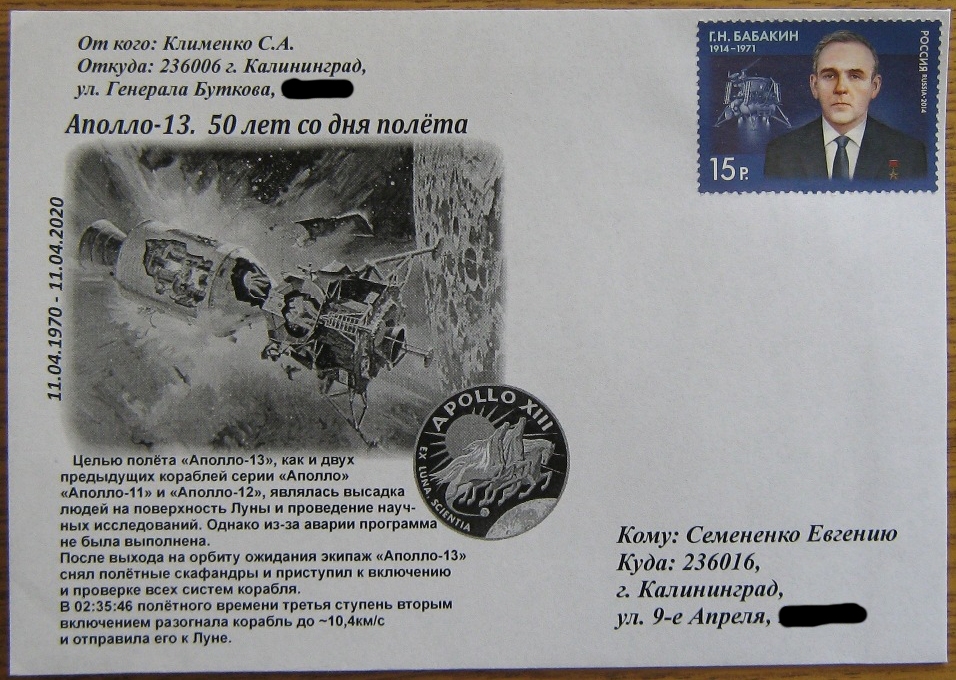 От кого: Клименко С.А.
Откуда: 236006 г. Калининград,
ул. Генерала Буткова,
Аполло-13. 50 лет со дня полёта
11.04.1970 - 11.04.2020
APOLLO XIII
EX LUNA, SCIENTIA
Целью полёта «Аполло-13», как и двух
предыдущих кораблей серии «Аполло»
«Аполло-11» и «Аполло-12», являлась высадка
людей на поверхность Луны и проведение науч-
ных исследований. Однако из-за аварии программа
не была выполнена.
После выхода на орбиту ожидания экипаж «Аполло-13»
снял полётные скафандры и приступил к включению
и проверке всех систем корабля.
В 02:35:46 полётного времени третья ступень вторым
включением разогнала корабль до ~10,4км/с
и отправила его к Луне.
Г.Н. БАБАКИН
1914-1971
РОССИЯ RUSSIA·2014
15 Р.
Кому: Семененко Евгению
Куда: 236016,
г. Калининград,
ул. 9-е Апреля,